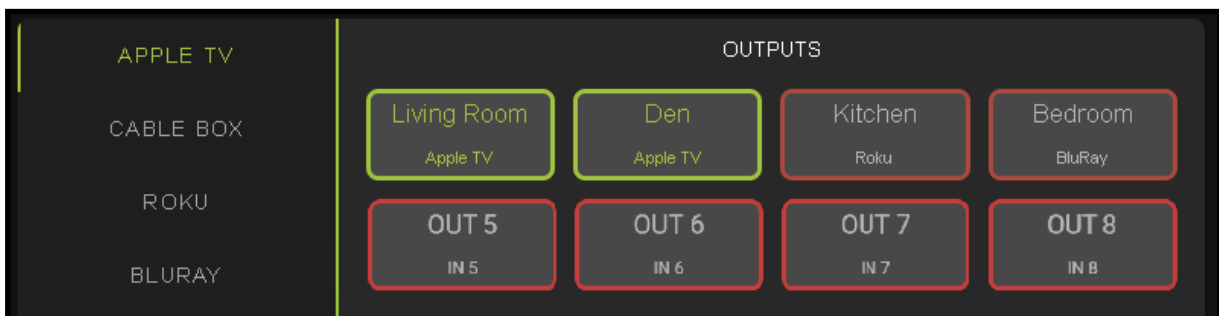 APPLE TV
CABLE BOX
ROKU
BLURAY
OUTPUTS
Living Room
Apple TV
Den
Apple TV
Kitchen
Roku
Bedroom
BluRay
OUT 5
IN 5
OUT 6
IN 6
OUT 7
IN 7
OUT 8
IN 8